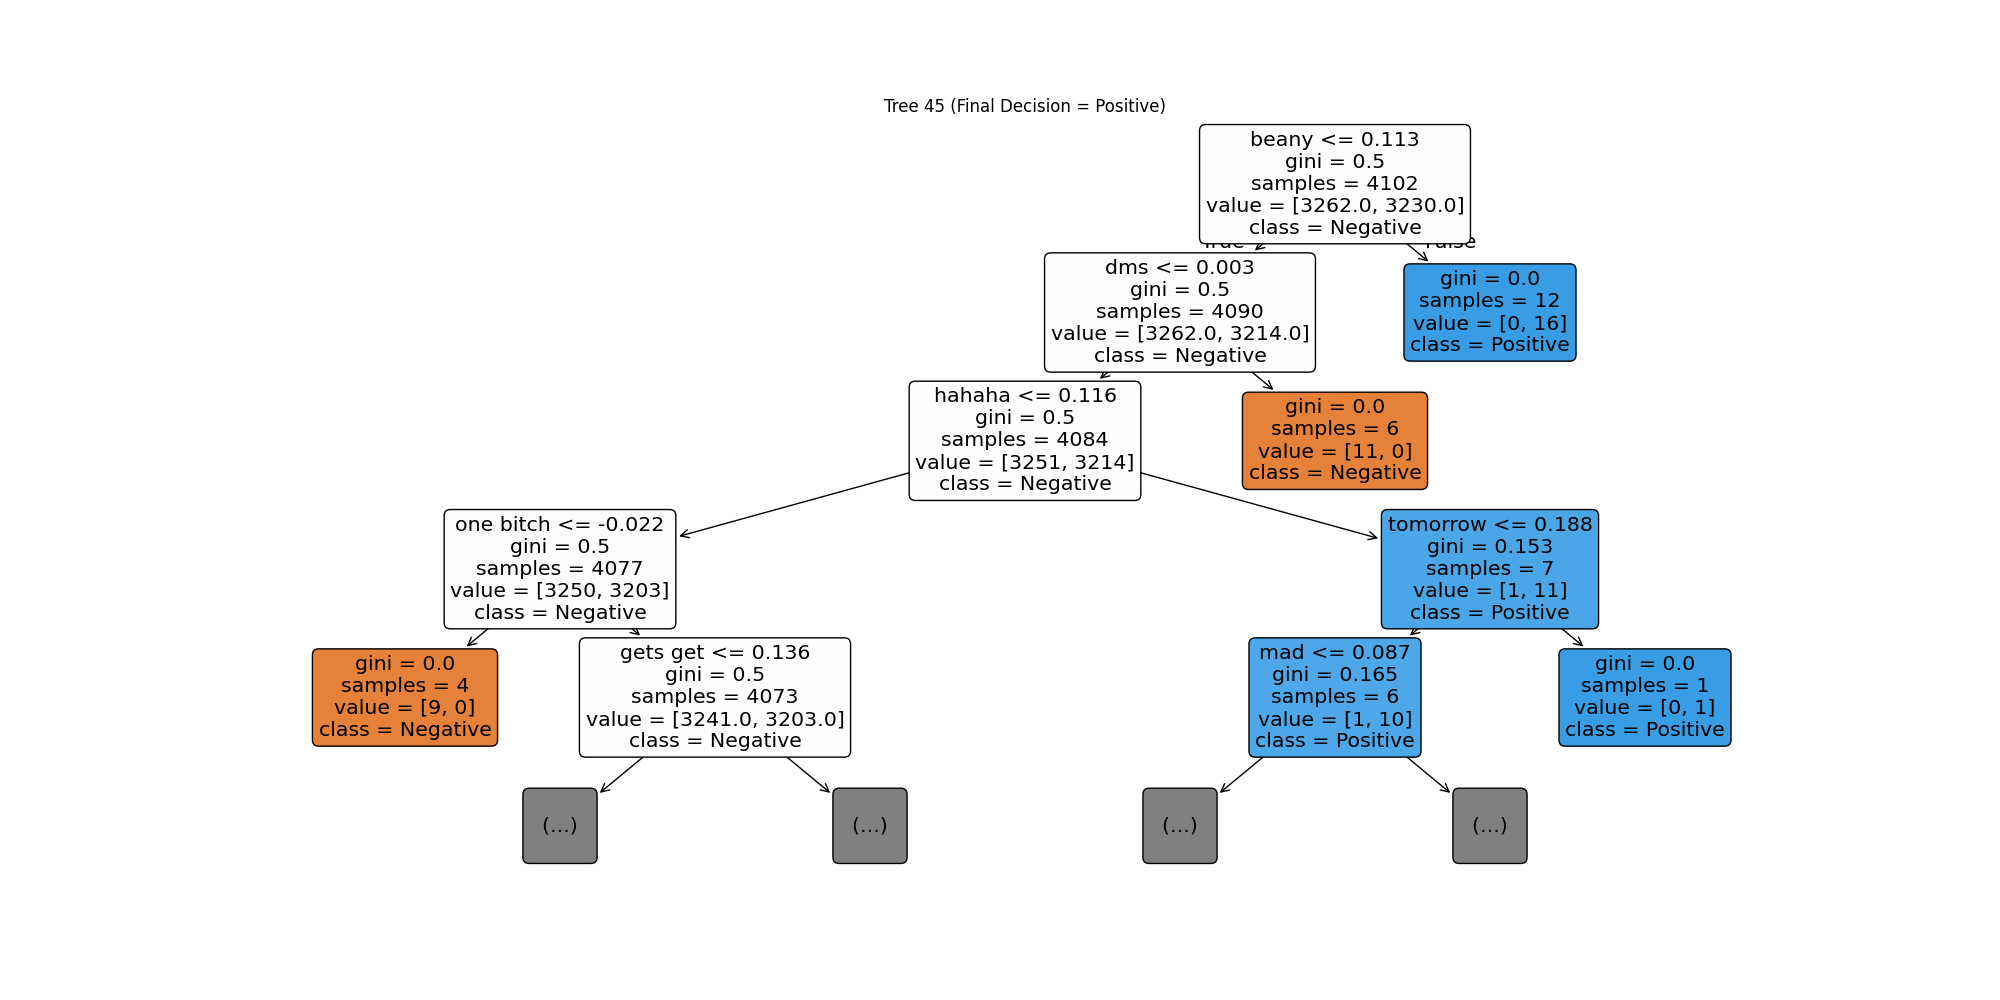 Tree 45 (Final Decision = Positive)
beany <= 0.113
gini = 0.5
samples = 4102
value = [3262.0, 3230.0]
class = Negative
True
False
dms <= 0.003
gini = 0.5
samples = 4090
value = [3262.0, 3214.0]
class = Negative
gini = 0.0
samples = 12
value = [0, 16]
class = Positive
hahaha <= 0.116
gini = 0.5
samples = 4084
value = [3251, 3214]
class = Negative
gini = 0.0
samples = 6
value = [11, 0]
class = Negative
one bitch <= -0.022
gini = 0.5
samples = 4077
value = [3250, 3203]
class = Negative
tomorrow <= 0.188
gini = 0.153
samples = 7
value = [1, 11]
class = Positive
gini = 0.0
samples = 4
value = [9, 0]
class = Negative
gets get <= 0.136
gini = 0.5
samples = 4073
value = [3241.0, 3203.0]
class = Negative
mad <= 0.087
gini = 0.165
samples = 6
value = [1, 10]
class = Positive
gini = 0.0
samples = 1
value = [0, 1]
class = Positive
(...)
(...)
(...)
(...)